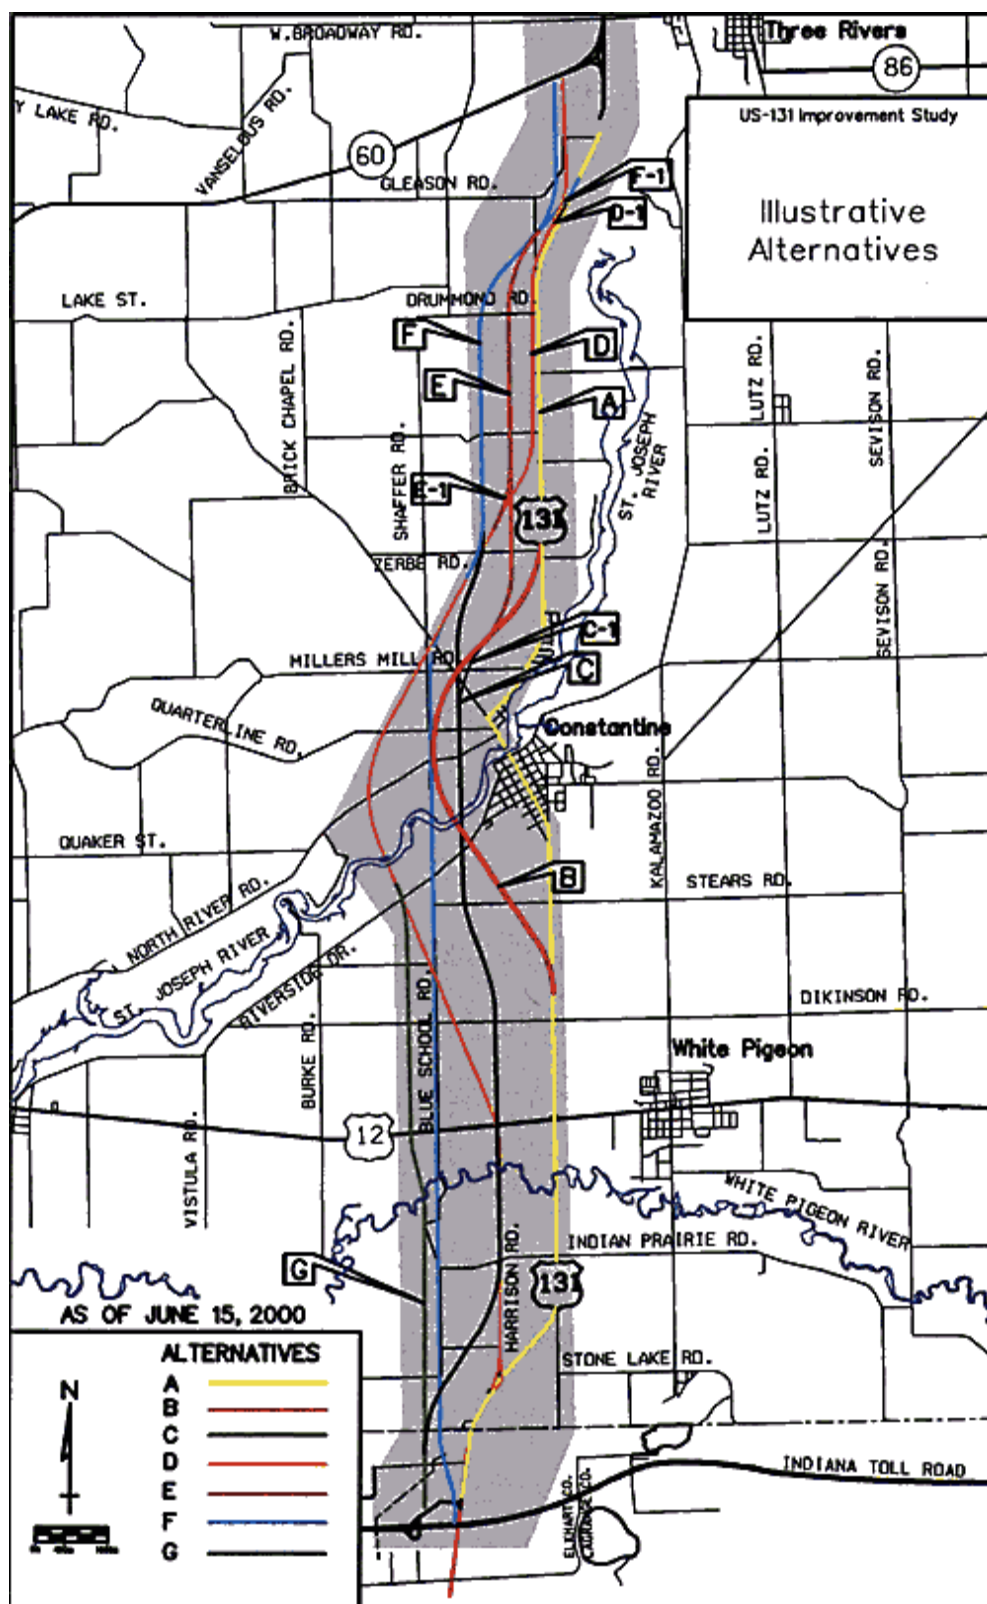 W.BROADWAY RD.
Three Rivers
86
Y LAKE RD.
VANSELBUS RD.
US-131 Improvement Study
60
GLEASON RD.
F-1
D-1
Illustrative
Alternatives
LAKE ST.
DRUMMOND RD.
F
D
E
A
BRICK CHAPEL RD.
SHAFFER RD.
LUTZ RD.
SEVISON RD.
ST. JOSEPH
RIVER
E-1
131
LUTZ RD.
ZERBE RD.
SEVISON RD.
C-1
MILLERS MILL RD.
C
QUARTERLINE RD.
Constantine
KALAMAZOO RD.
QUAKER ST.
B
STEARS RD.
NORTH RIVER RD.
ST. JOSEPH RIVER
RIVERSIDE DR.
DIKINSON RD.
BURKE RD.
BLUE SCHOOL RD.
White Pigeon
12
VISTULA RD.
WHITE PIGEON
RIVER
INDIAN PRAIRIE RD.
G
HARRISON RD.
131
AS OF JUNE 15, 2000
STONE LAKE RD.
ALTERNATIVES
N
A
B
C
D
E
F
G
INDIANA TOLL ROAD
ELKHART CO.
LAGRANGE CO.